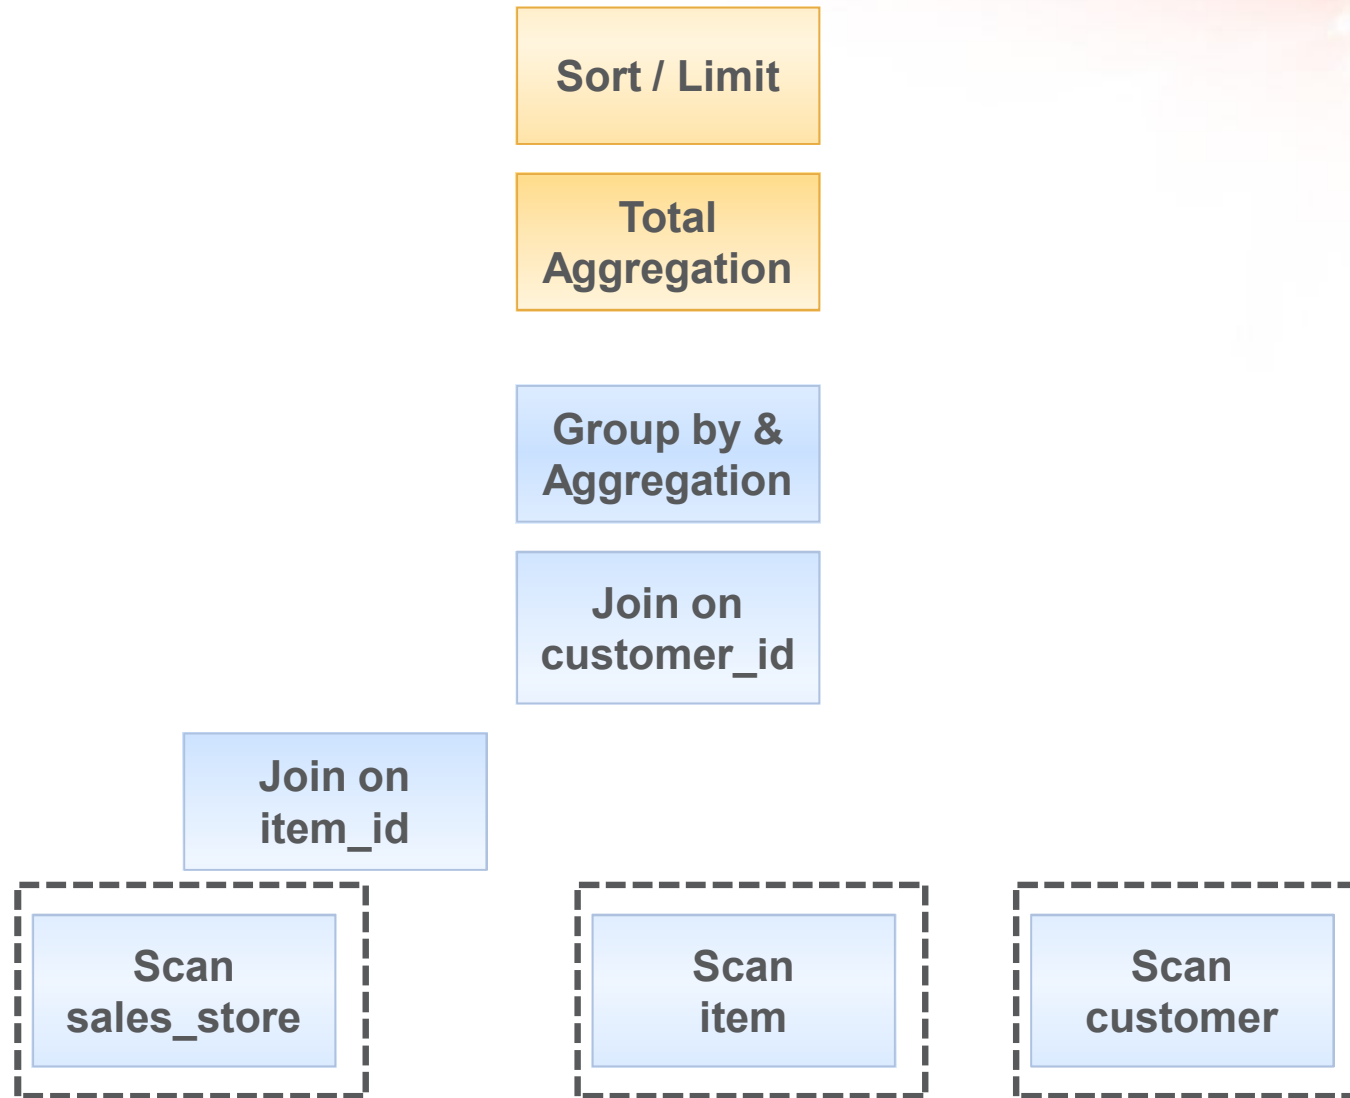 Sort / Limit
Total
Aggregation
Group by &
Aggregation
Join on
customer_id
Join on
item_id
Scan
sales_store
Scan
item
Scan
customer